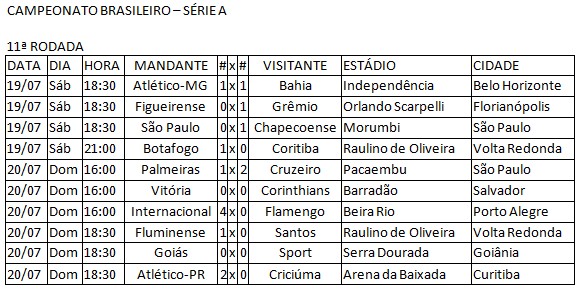 CAMPEONATO BRASILEIRO – SÉRIE A
11ª RODADA
DATA DIA HORA MANDANTE # x # VISITANTE ESTÁDIO CIDADE
19/07 Sáb 18:30 Atlético-MG 1 x 1 Bahia Independência Belo Horizonte
19/07 Sáb 18:30 Figueirense 0 x 1 Grêmio Orlando Scarpelli Florianópolis
19/07 Sáb 18:30 São Paulo 0 x 1 Chapecoense Morumbi São Paulo
19/07 Sáb 21:00 Botafogo 1 x 0 Coritiba Raulino de Oliveira Volta Redonda
20/07 Dom 16:00 Palmeiras 1 x 2 Cruzeiro Pacaembu São Paulo
20/07 Dom 16:00 Vitória 0 x 0 Corinthians Barradão Salvador
20/07 Dom 16:00 Internacional 4 x 0 Flamengo Beira Rio Porto Alegre
20/07 Dom 18:30 Fluminense 1 x 0 Santos Raulino de Oliveira Volta Redonda
20/07 Dom 18:30 Goiás 0 x 0 Sport Serra Dourada Goiânia
20/07 Dom 18:30 Atlético-PR 2 x 0 Criciúma Arena da Baixada Curitiba